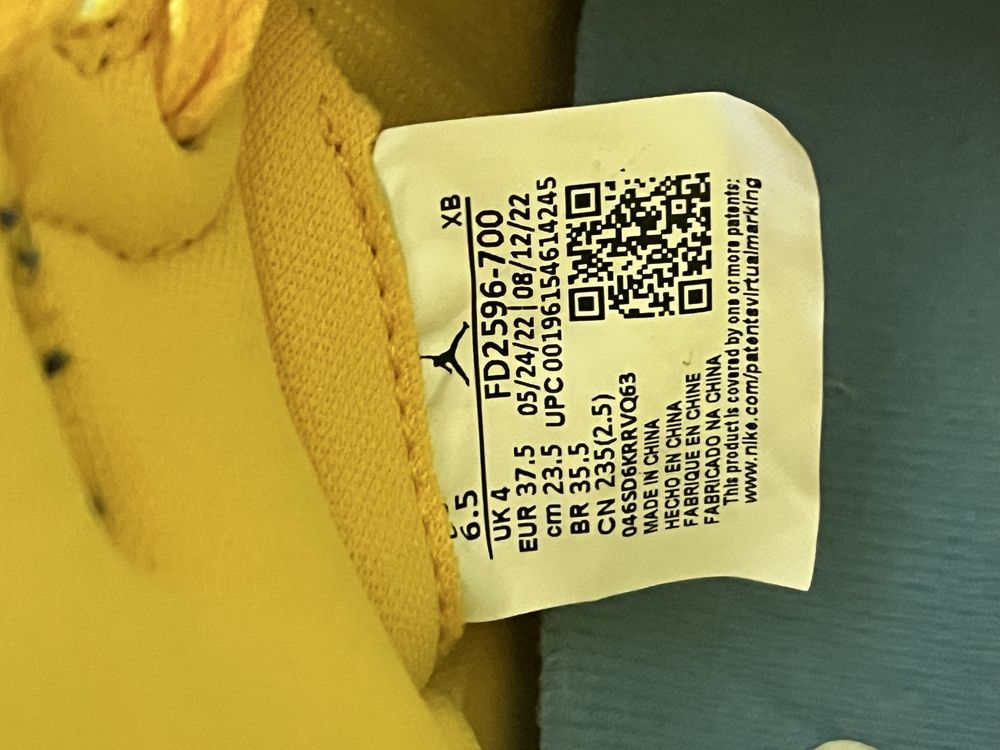 6.5
XB
UK 4
FD2596-700
EUR 37.5
05/24/22 | 08/12/22
cm 23.5
UPC 00196154614245
BR 35.5
CN 235(2.5)
046SD6KRRVQ63
MADE IN CHINA
HECHO EN CHINA
FABRIQUE EN CHINE
FABRICADO NA CHINA
This product is covered by one or more patents:
www.nike.com/patentsvirtualmarking